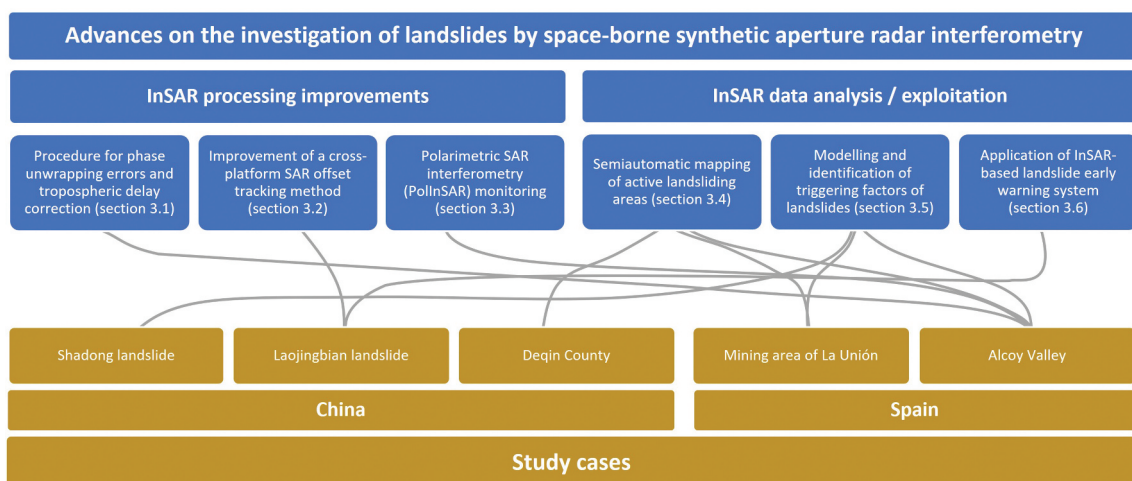 Advances on the investigation of landslides by space-borne synthetic aperture radar interferometry
InSAR processing improvements
InSAR data analysis / exploitation
Procedure for phase
unwrapping errors and
tropospheric delay
correction (section 3.1)
Improvement of a cross-
platform SAR offset
tracking method
(section 3.2)
Polarimetric SAR
interferometry
(PolInSAR) monitoring
(section 3.3)
Semiautomatic mapping
of active landsliding
areas (section 3.4)
Modelling and
identification of
triggering factors of
landslides (section 3.5)
Application of InSAR-
based landslide early
warning system
(section 3.6)
Shadong landslide
Laojingbian landslide
Deqin County
Mining area of La Unión
Alcoy Valley
China
Spain
Study cases